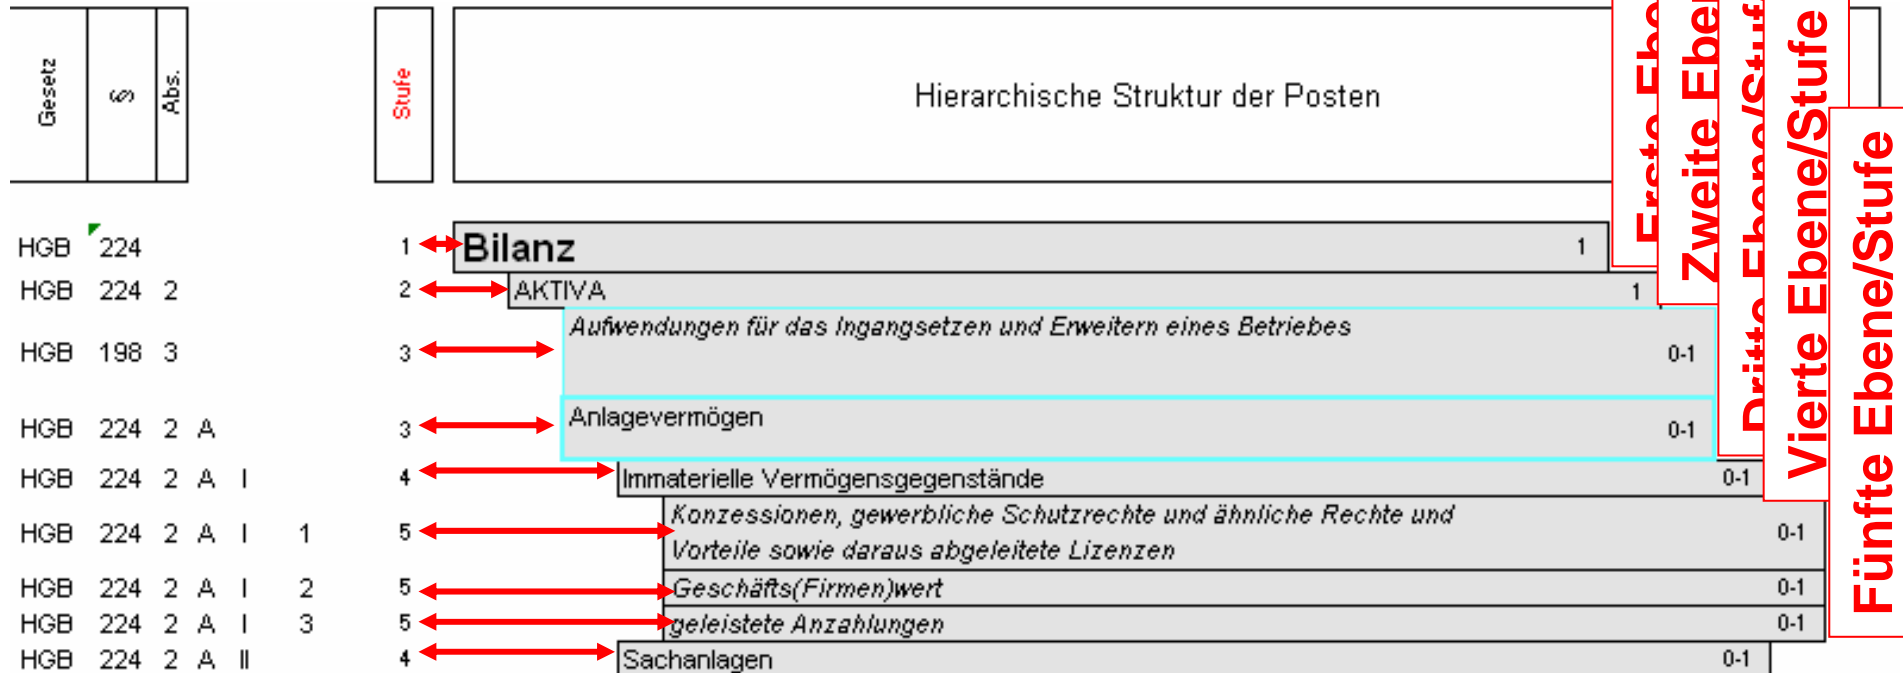 Gesetz § Abs. Stufe Hierarchische Struktur der Posten
Zweite
Vierte Ebene/Stufe
Fünfte Ebene/Stufe
HGB 224 1 Bilanz 1
HGB 224 2 2 AKTIVA 1
Aufwendungen für das Ingangsetzen und Erweitern eines Betriebes
HGB 198 3 3 0-1
Anlagevermögen
HGB 224 2 A 3 0-1
HGB 224 2 A I 4 Immaterielle Vermögensgegenstände 0-1
Konzessionen, gewerbliche Schutzrechte und ähnliche Rechte und
HGB 224 2 A I 1 5 0-1
Vorteile sowie daraus abgeleitete Lizenzen
HGB 224 2 A I 2 5 Geschäfts(Firmen)wert 0-1
HGB 224 2 A I 3 5 geleistete Anzahlungen 0-1
HGB 224 2 A II 4 Sachanlagen 0-1